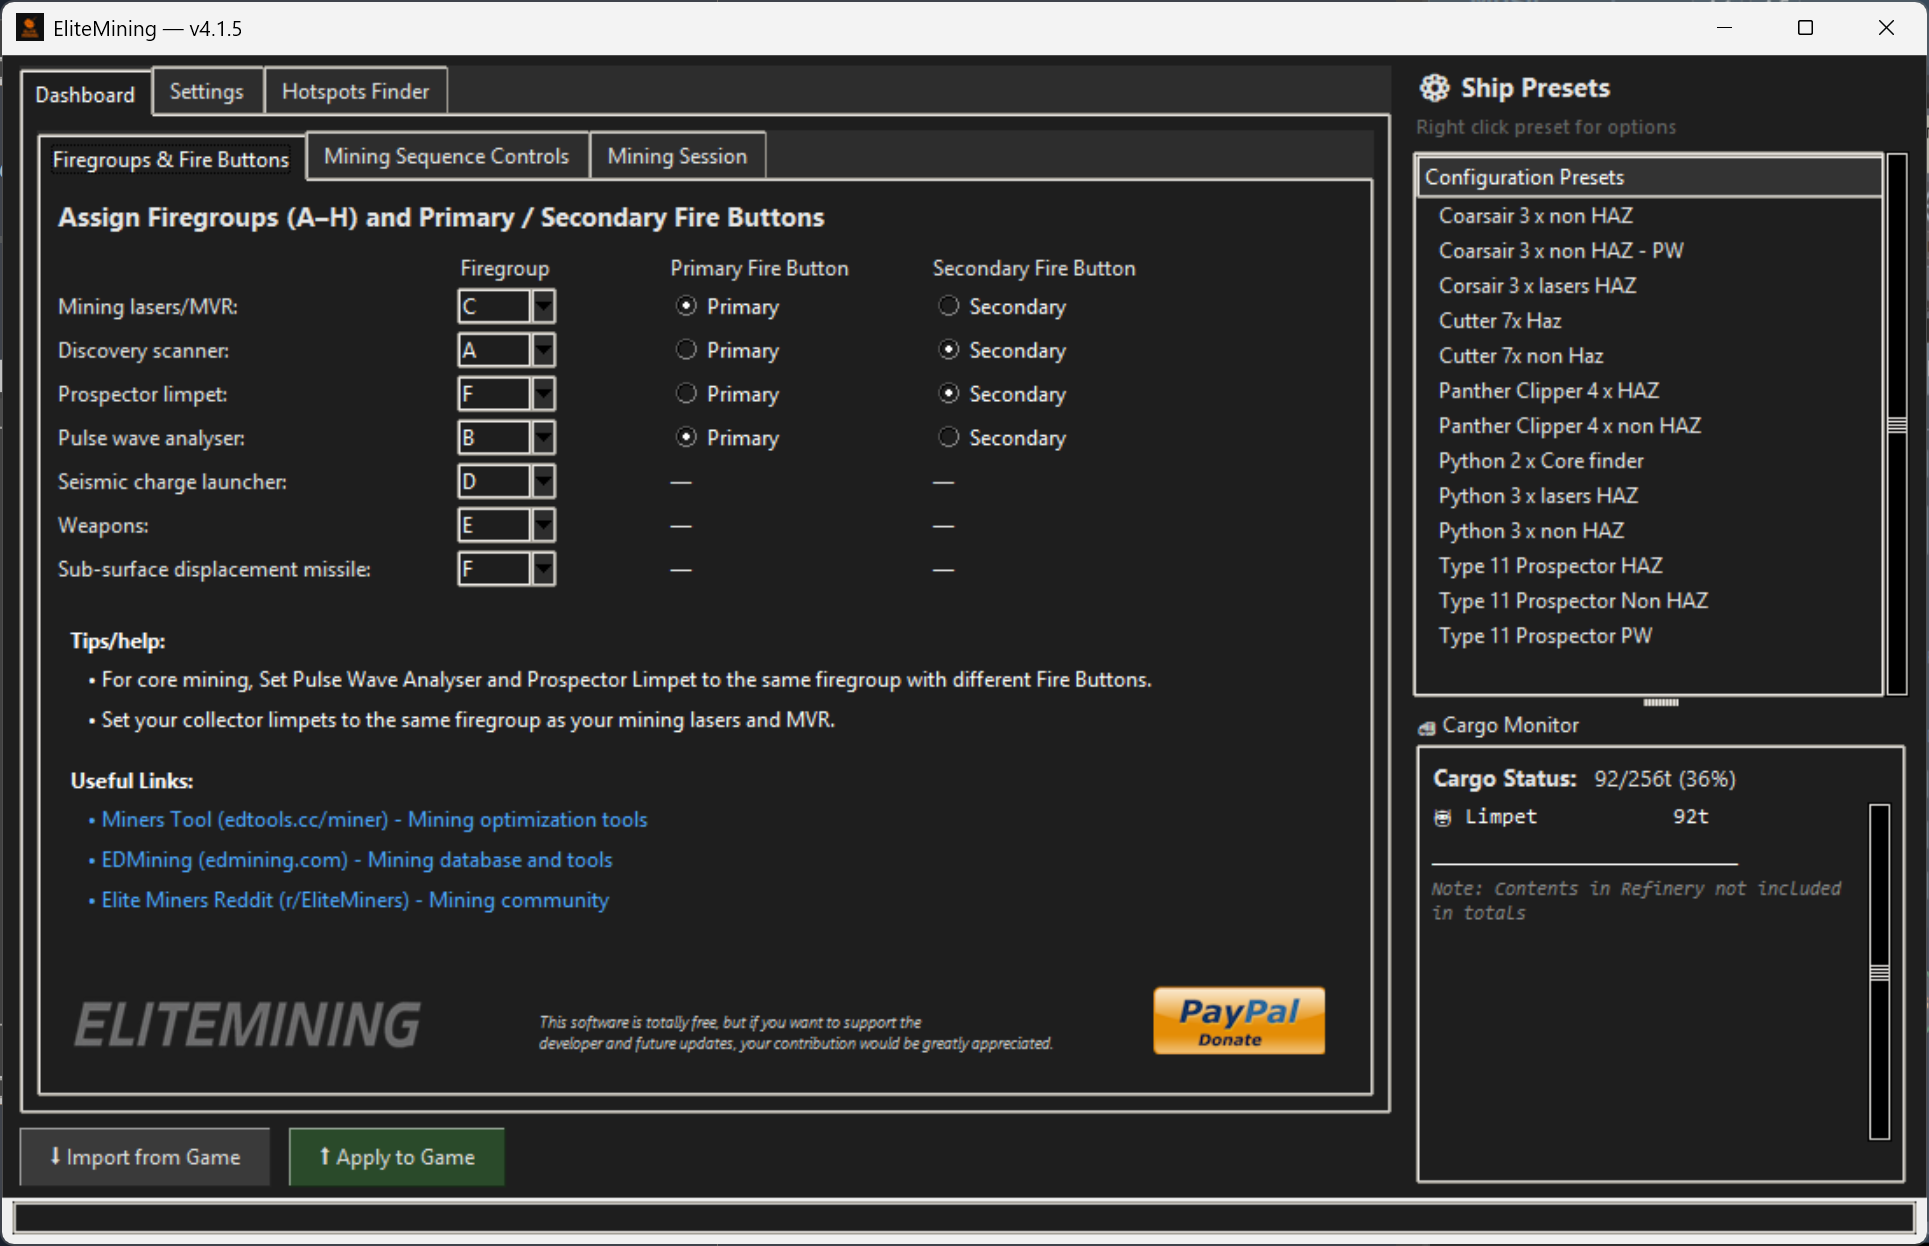 EliteMining — v4.1.5
Dashboard
Settings
Hotspots Finder
Firegroups & Fire Buttons
Mining Sequence Controls
Mining Session
Assign Firegroups (A–H) and Primary / Secondary Fire Buttons
Firegroup Primary Fire Button Secondary Fire Button
Mining lasers/MVR: C Primary Secondary
Discovery scanner: A Primary Secondary
Prospector limpet: F Primary Secondary
Pulse wave analyser: B Primary Secondary
Seismic charge launcher: D — —
Weapons: E — —
Sub-surface displacement missile: F — —
Tips/help:
• For core mining, Set Pulse Wave Analyser and Prospector Limpet to the same firegroup with different Fire Buttons.
• Set your collector limpets to the same firegroup as your mining lasers and MVR.
Useful Links:
• Miners Tool (edtools.cc/miner) - Mining optimization tools
• EDMining (edmining.com) - Mining database and tools
• Elite Miners Reddit (r/EliteMiners) - Mining community
ELITEMINING
This software is totally free, but if you want to support the
developer and future updates, your contribution would be greatly appreciated.
PayPal
Donate
⬇ Import from Game
⬆ Apply to Game
Ship Presets
Right click preset for options
Configuration Presets
Coarsair 3 x non HAZ
Coarsair 3 x non HAZ - PW
Corsair 3 x lasers HAZ
Cutter 7x Haz
Cutter 7x non Haz
Panther Clipper 4 x HAZ
Panther Clipper 4 x non HAZ
Python 2 x Core finder
Python 3 x lasers HAZ
Python 3 x non HAZ
Type 11 Prospector HAZ
Type 11 Prospector Non HAZ
Type 11 Prospector PW
Cargo Monitor
Cargo Status: 92/256t (36%)
Limpet 92t
Note: Contents in Refinery not included
in totals